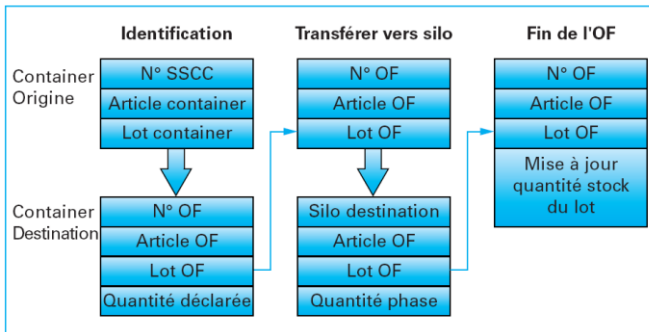 Identification
Transférer vers silo
Fin de l'OF
Container
Origine
N° SSCC
Article container
Lot container
N° OF
Article OF
Lot OF
N° OF
Article OF
Lot OF
Mise à jour
quantité stock
du lot
Container
Destination
N° OF
Article OF
Lot OF
Quantité déclarée
Silo destination
Article OF
Lot OF
Quantité phase